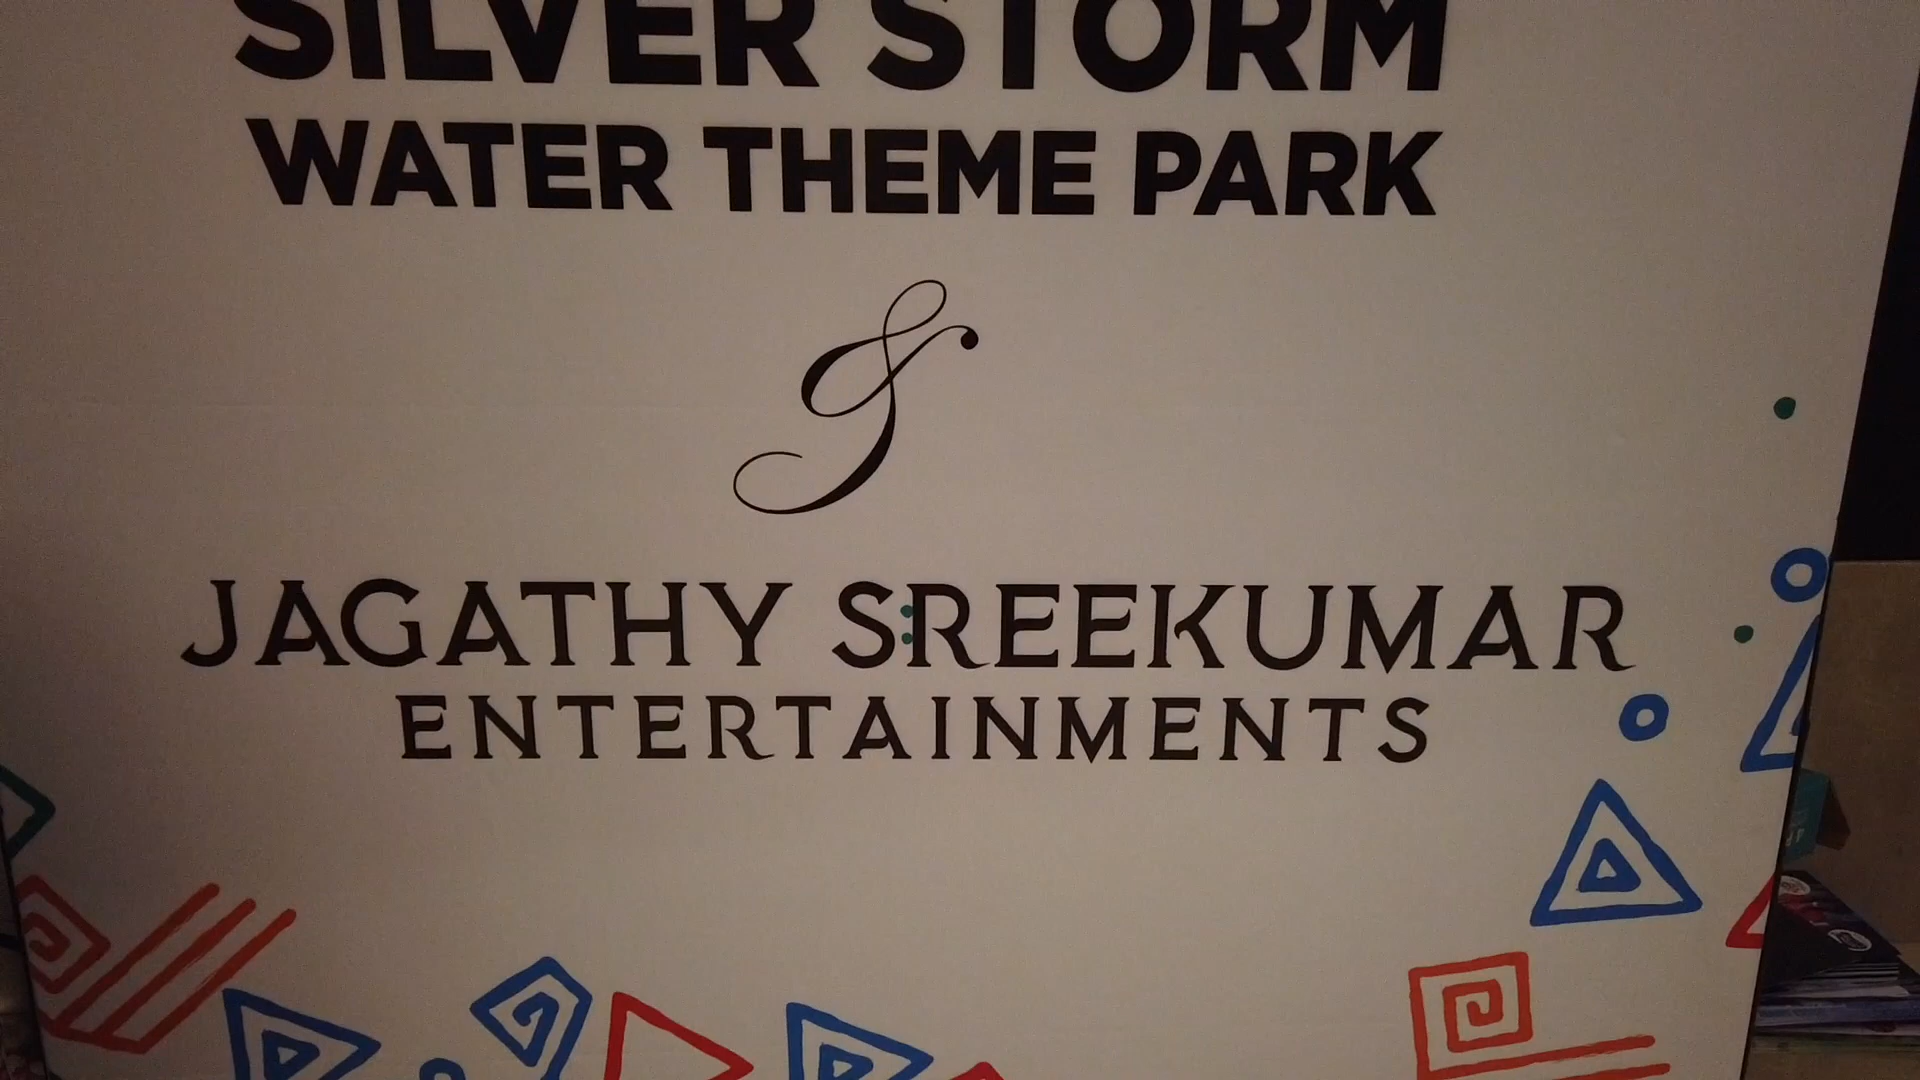 SILVER STORM
WATER THEME PARK
&
JAGATHY SREEKUMAR
ENTERTAINMENTS